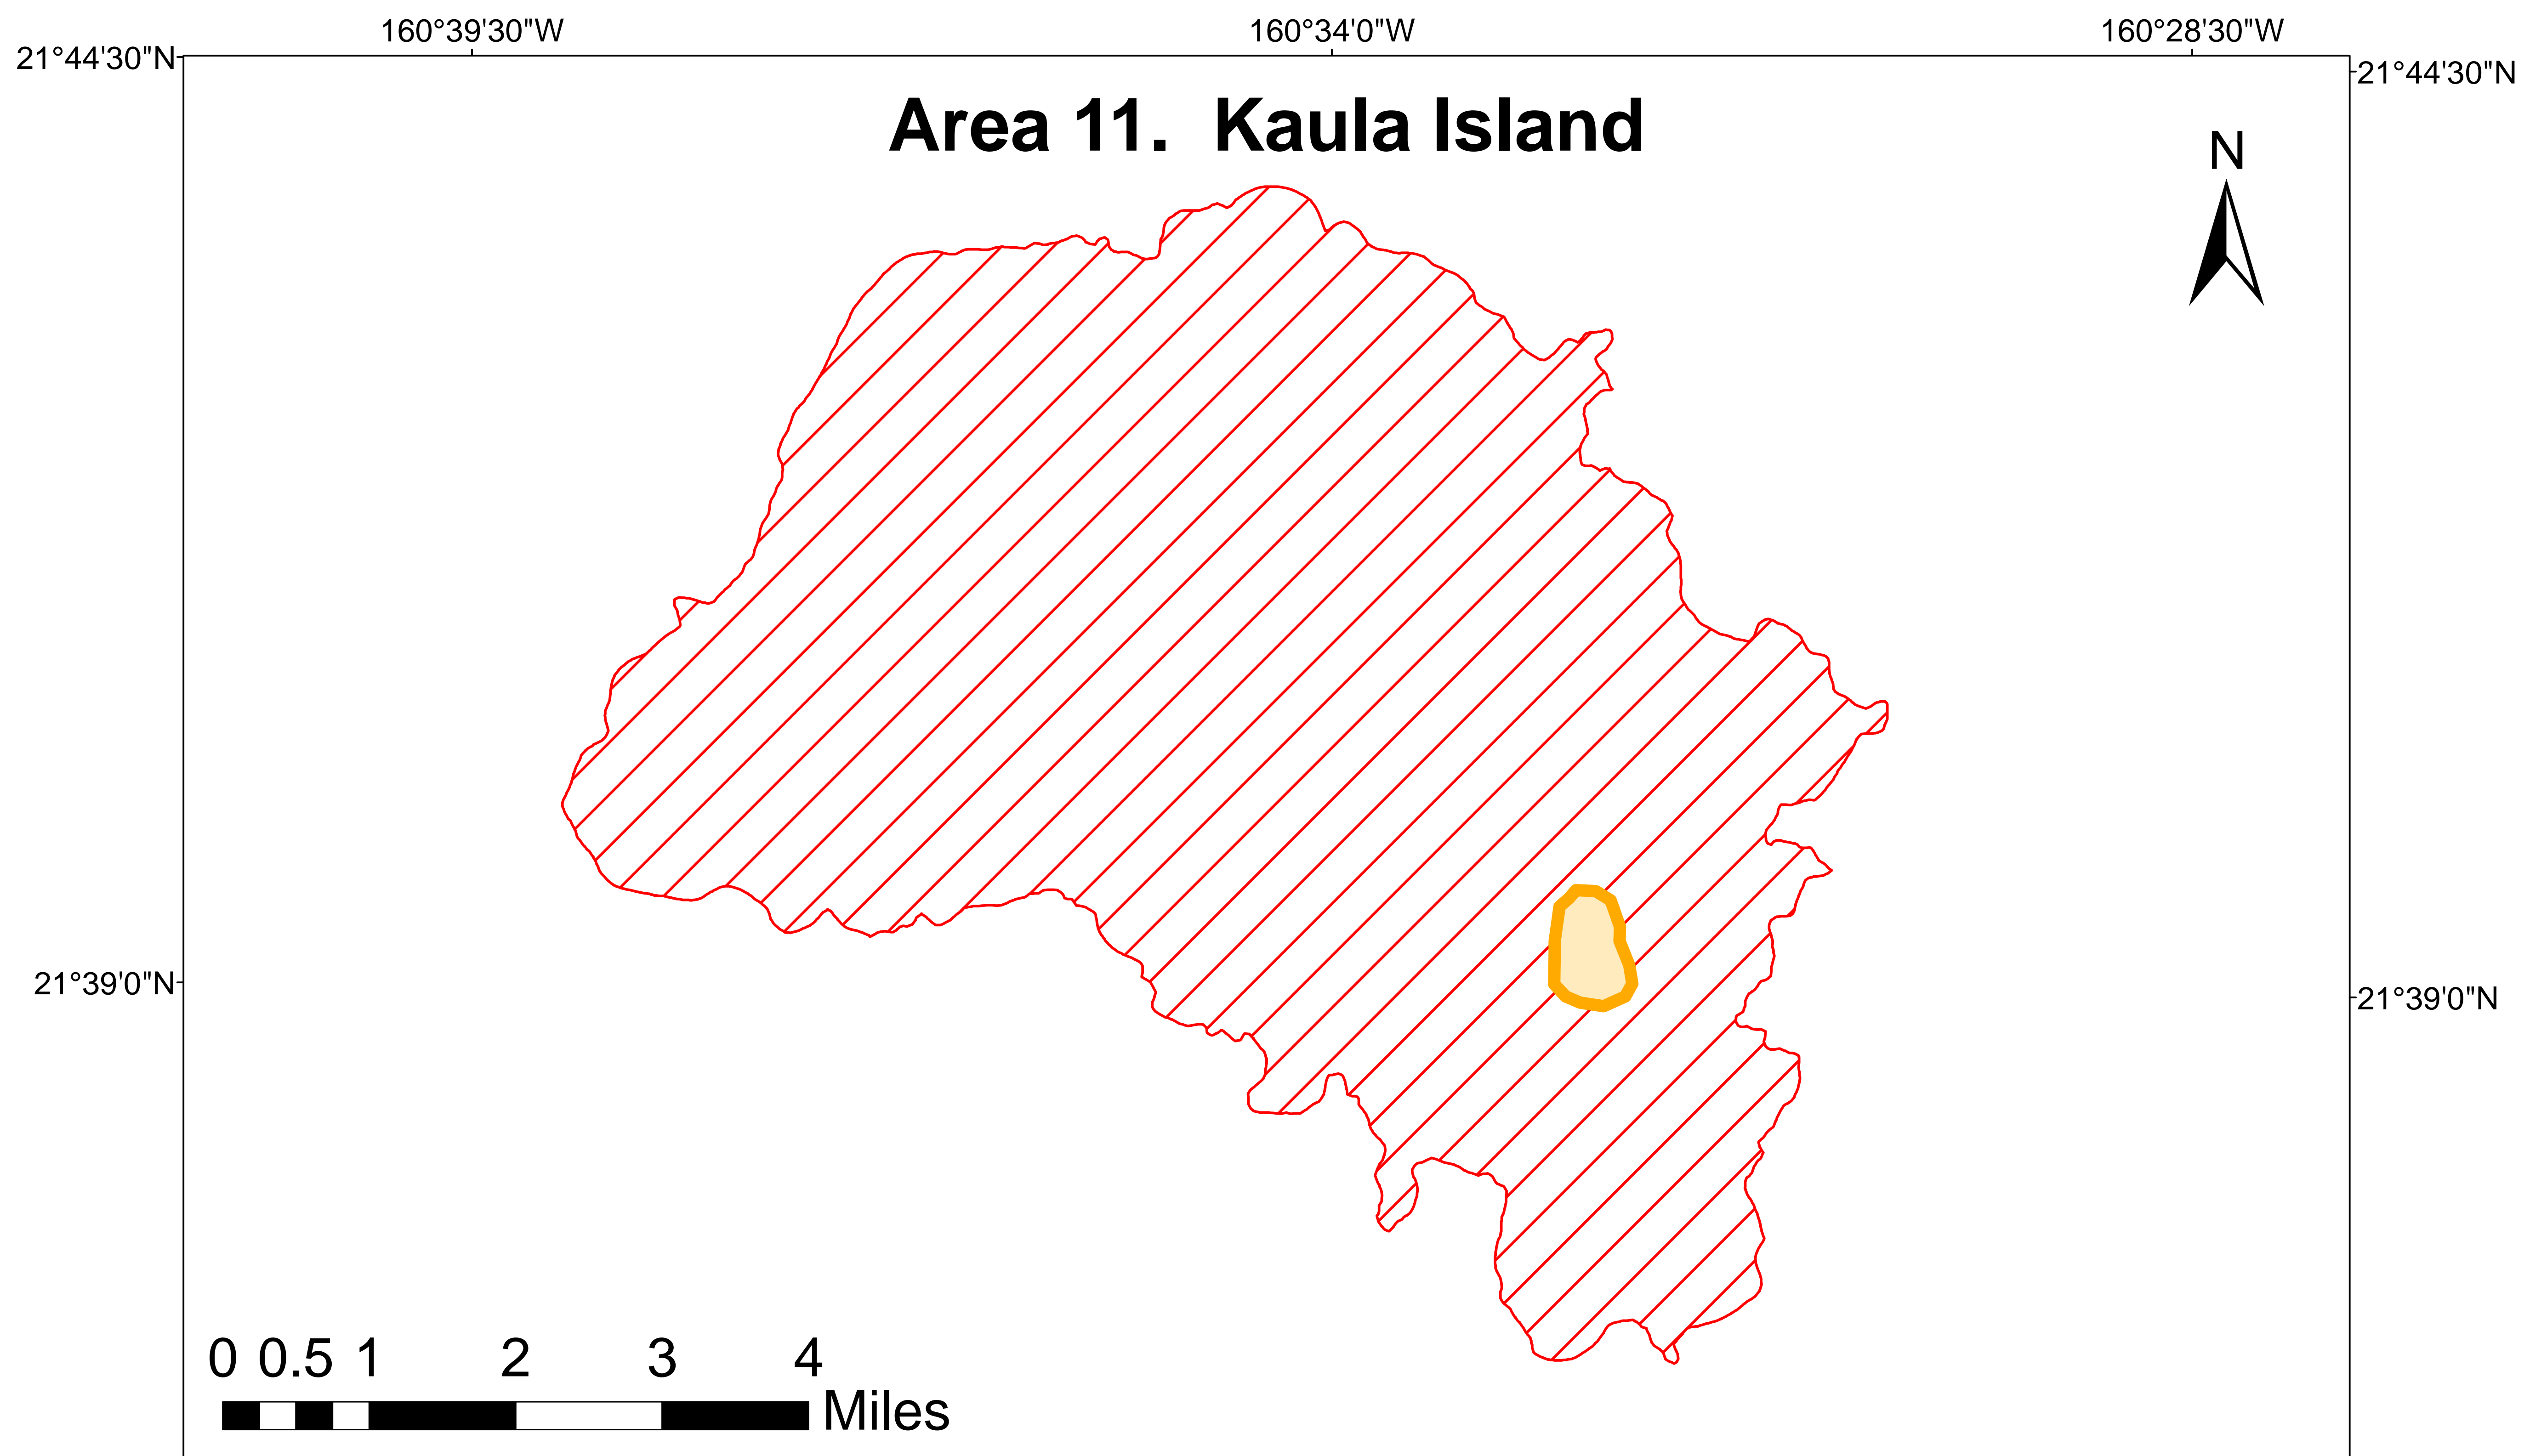 160°39'30"W 160°34'0"W 160°28'30"W
21°44'30"N 21°44'30"N
Area 11. Kaula Island
N
21°39'0"N 21°39'0"N
0 0.5 1 2 3 4
Miles